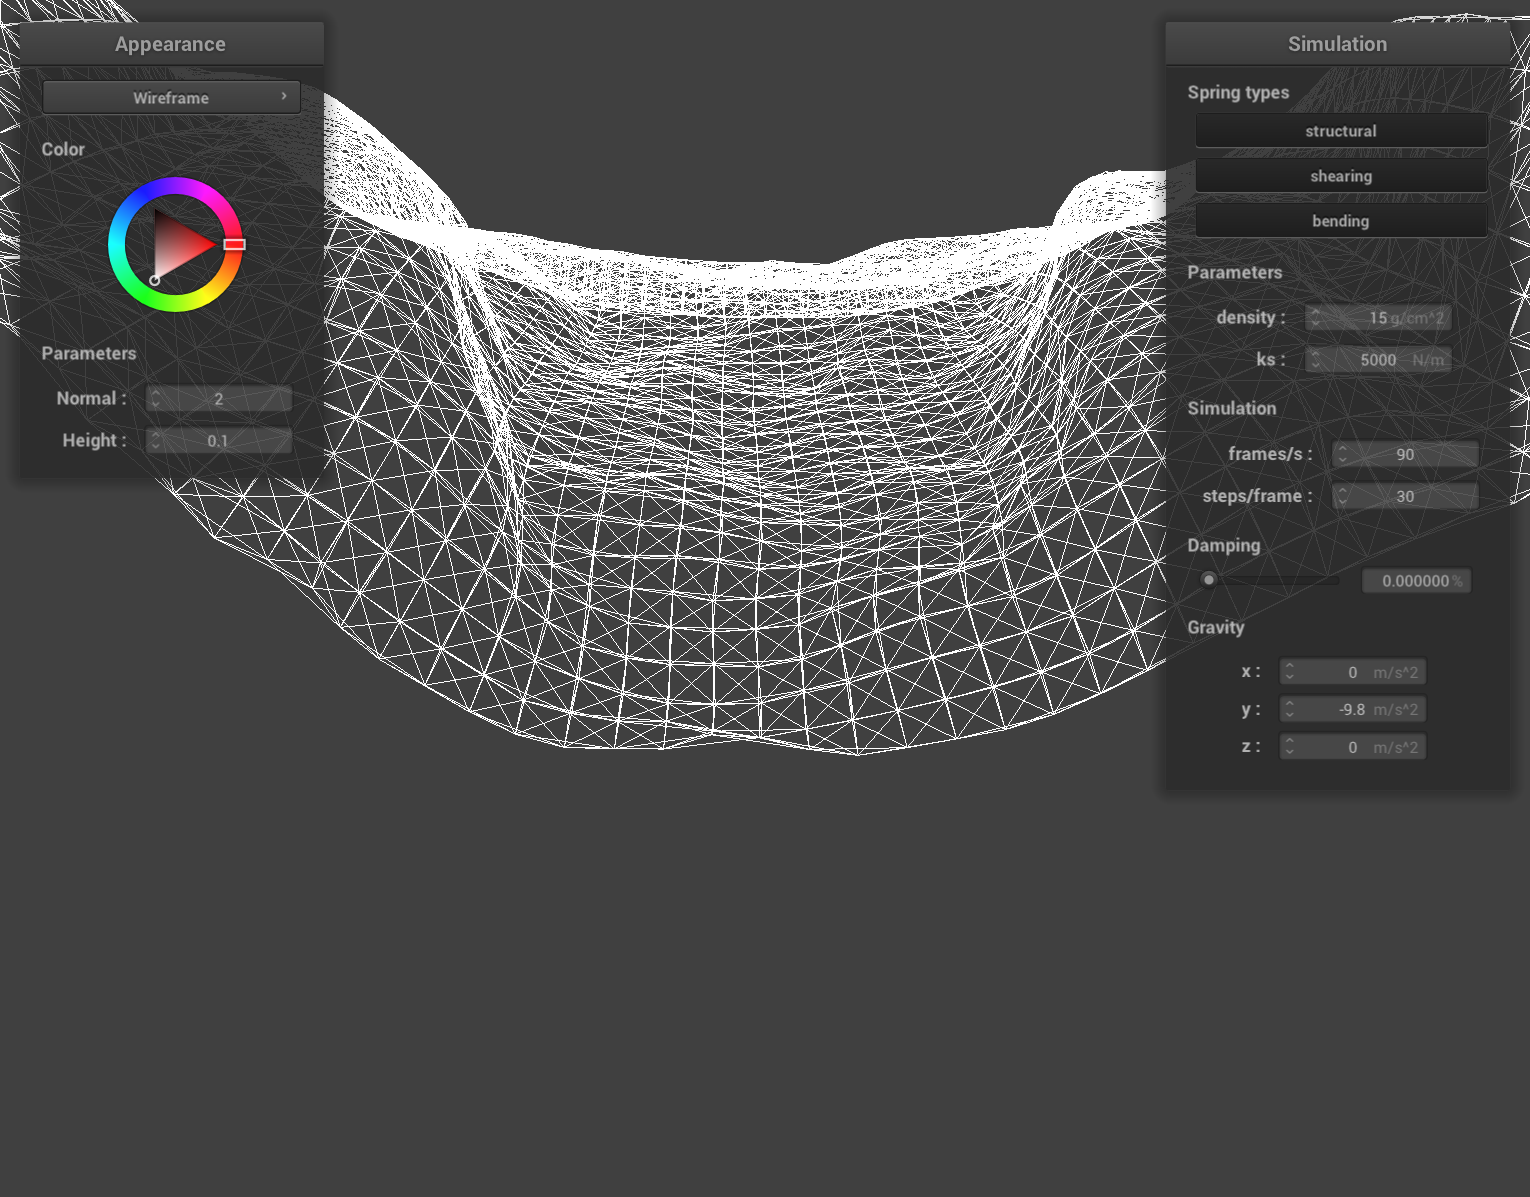 Appearance
Wireframe
Color
Parameters
Normal : 2
Height : 0.1
Simulation
Spring types
structural
shearing
bending
Parameters
density : 15 g/cm^2
ks : 5000 N/m
Simulation
frames/s : 90
steps/frame : 30
Damping
0.000000 %
Gravity
x : 0 m/s^2
y : -9.8 m/s^2
z : 0 m/s^2